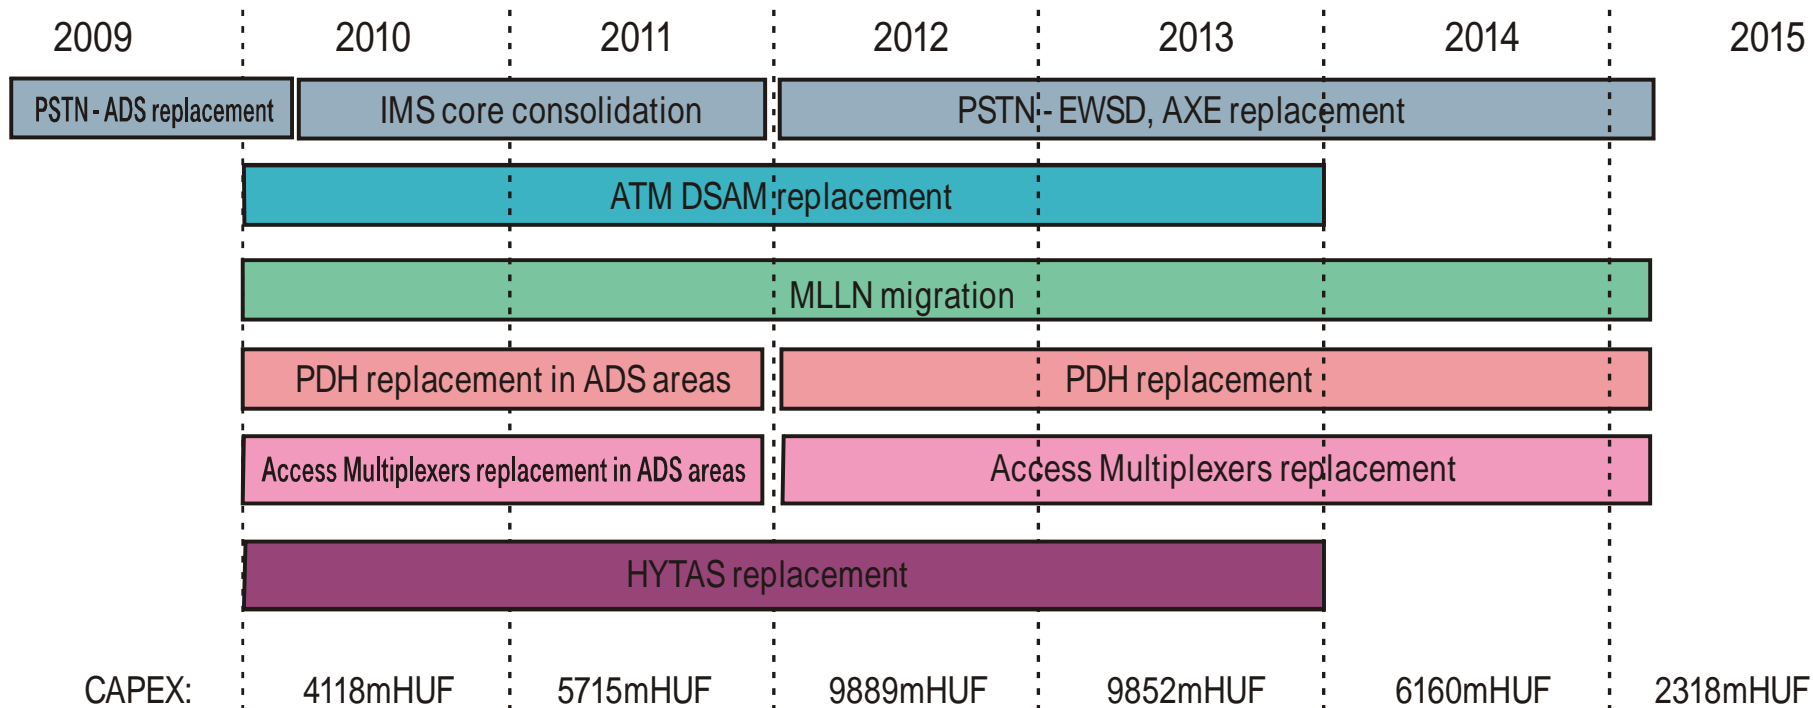 2009 2010 2011 2012 2013 2014 2015
PSTN - ADS replacement IMS core consolidation PSTN - EWSD, AXE replacement
ATM DSAM replacement
MLLN migration
PDH replacement in ADS areas PDH replacement
Access Multiplexers replacement in ADS areas Access Multiplexers replacement
HYTAS replacement
CAPEX: 4118mHUF 5715mHUF 9889mHUF 9852mHUF 6160mHUF 2318mHUF